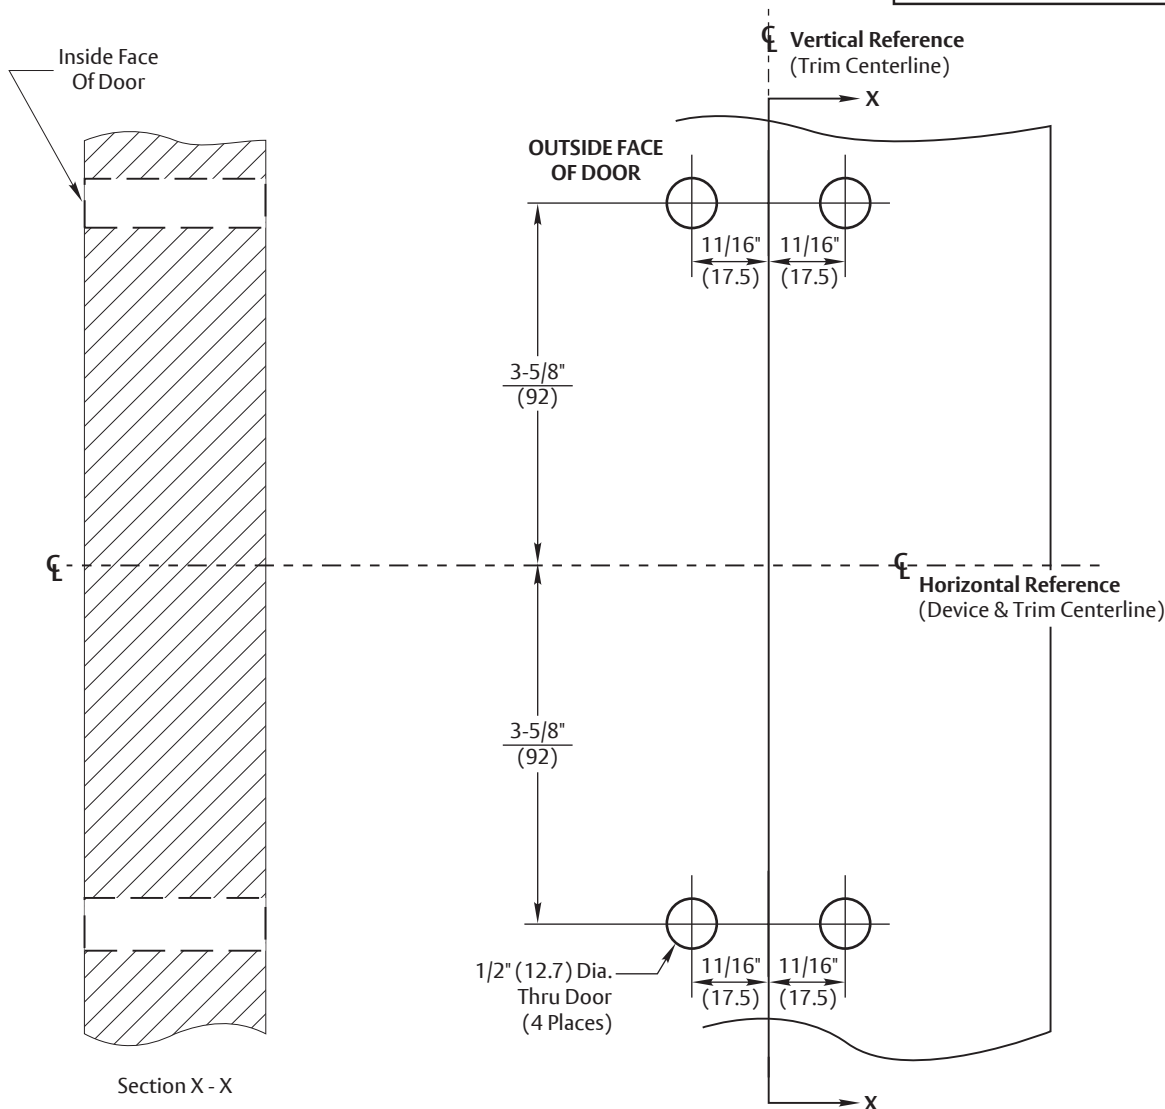 ℄ Vertical Reference
(Trim Centerline)
X
Inside Face
Of Door
OUTSIDE FACE
OF DOOR
11/16" 11/16"
(17.5) (17.5)
3-5/8"
(92)
℄ ℄
Horizontal Reference
(Device & Trim Centerline)
3-5/8"
(92)
1/2" (12.7) Dia.
Thru Door
(4 Places)
11/16" 11/16"
(17.5) (17.5)
Section X - X
X